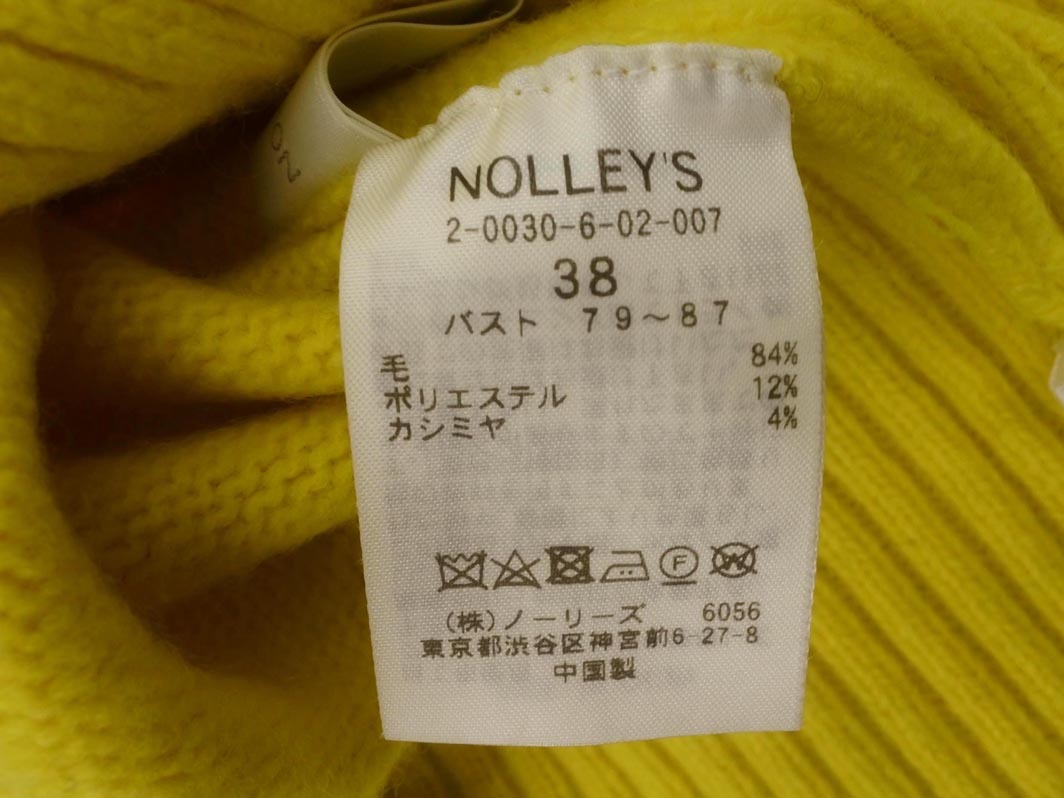 NOLLEY'S
2-0030-6-02-007
38
バスト 79～87
毛 84%
ポリエステル 12%
カシミヤ 4%
(株)ノーリーズ 6056
東京都渋谷区神宮前6-27-8
中国製